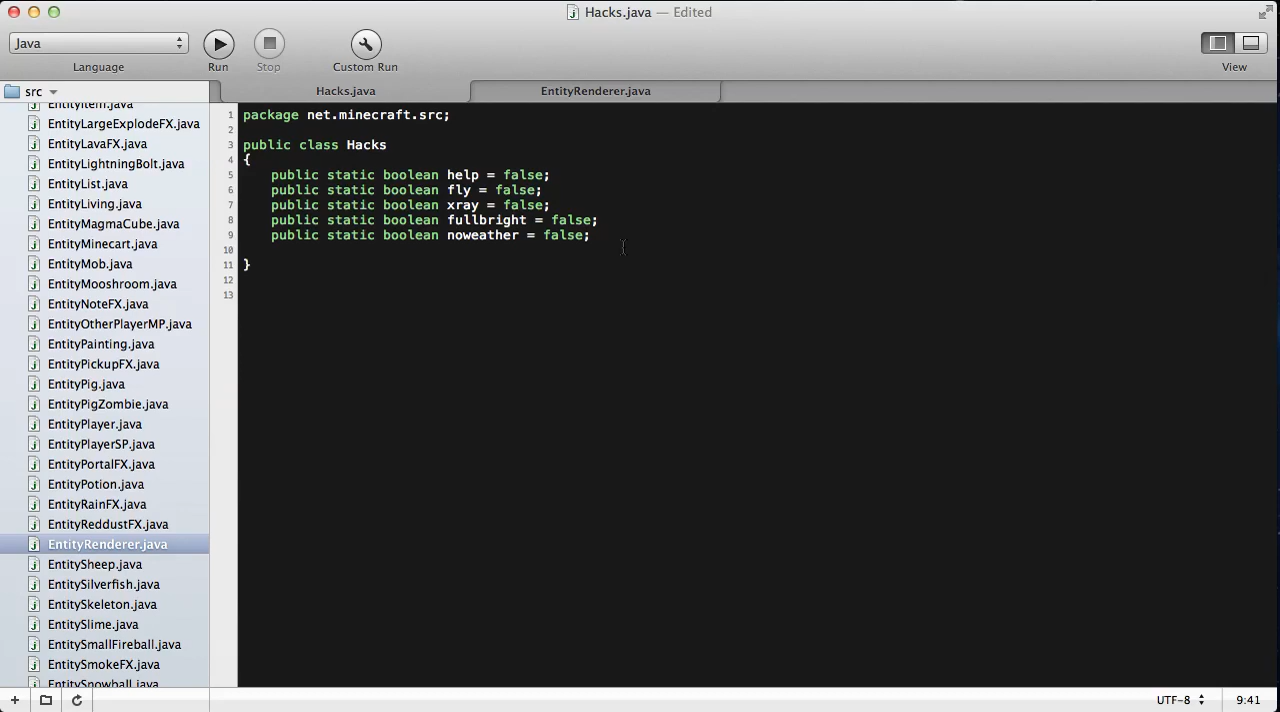 Hacks.java — Edited
Java
Language
Run
Stop
Custom Run
View
src
Hacks.java
EntityRenderer.java
EntityItem.java
EntityLargeExplodeFX.java
EntityLavaFX.java
EntityLightningBolt.java
EntityList.java
EntityLiving.java
EntityMagmaCube.java
EntityMinecart.java
EntityMob.java
EntityMooshroom.java
EntityNoteFX.java
EntityOtherPlayerMP.java
EntityPainting.java
EntityPickupFX.java
EntityPig.java
EntityPigZombie.java
EntityPlayer.java
EntityPlayerSP.java
EntityPortalFX.java
EntityPotion.java
EntityRainFX.java
EntityReddustFX.java
EntityRenderer.java
EntitySheep.java
EntitySilverfish.java
EntitySkeleton.java
EntitySlime.java
EntitySmallFireball.java
EntitySmokeFX.java
EntitySnowball.java
1 package net.minecraft.src;
2
3 public class Hacks
4 {
5 public static boolean help = false;
6 public static boolean fly = false;
7 public static boolean xray = false;
8 public static boolean fullbright = false;
9 public static boolean noweather = false;
10
11 }
12
13
UTF-8
9:41